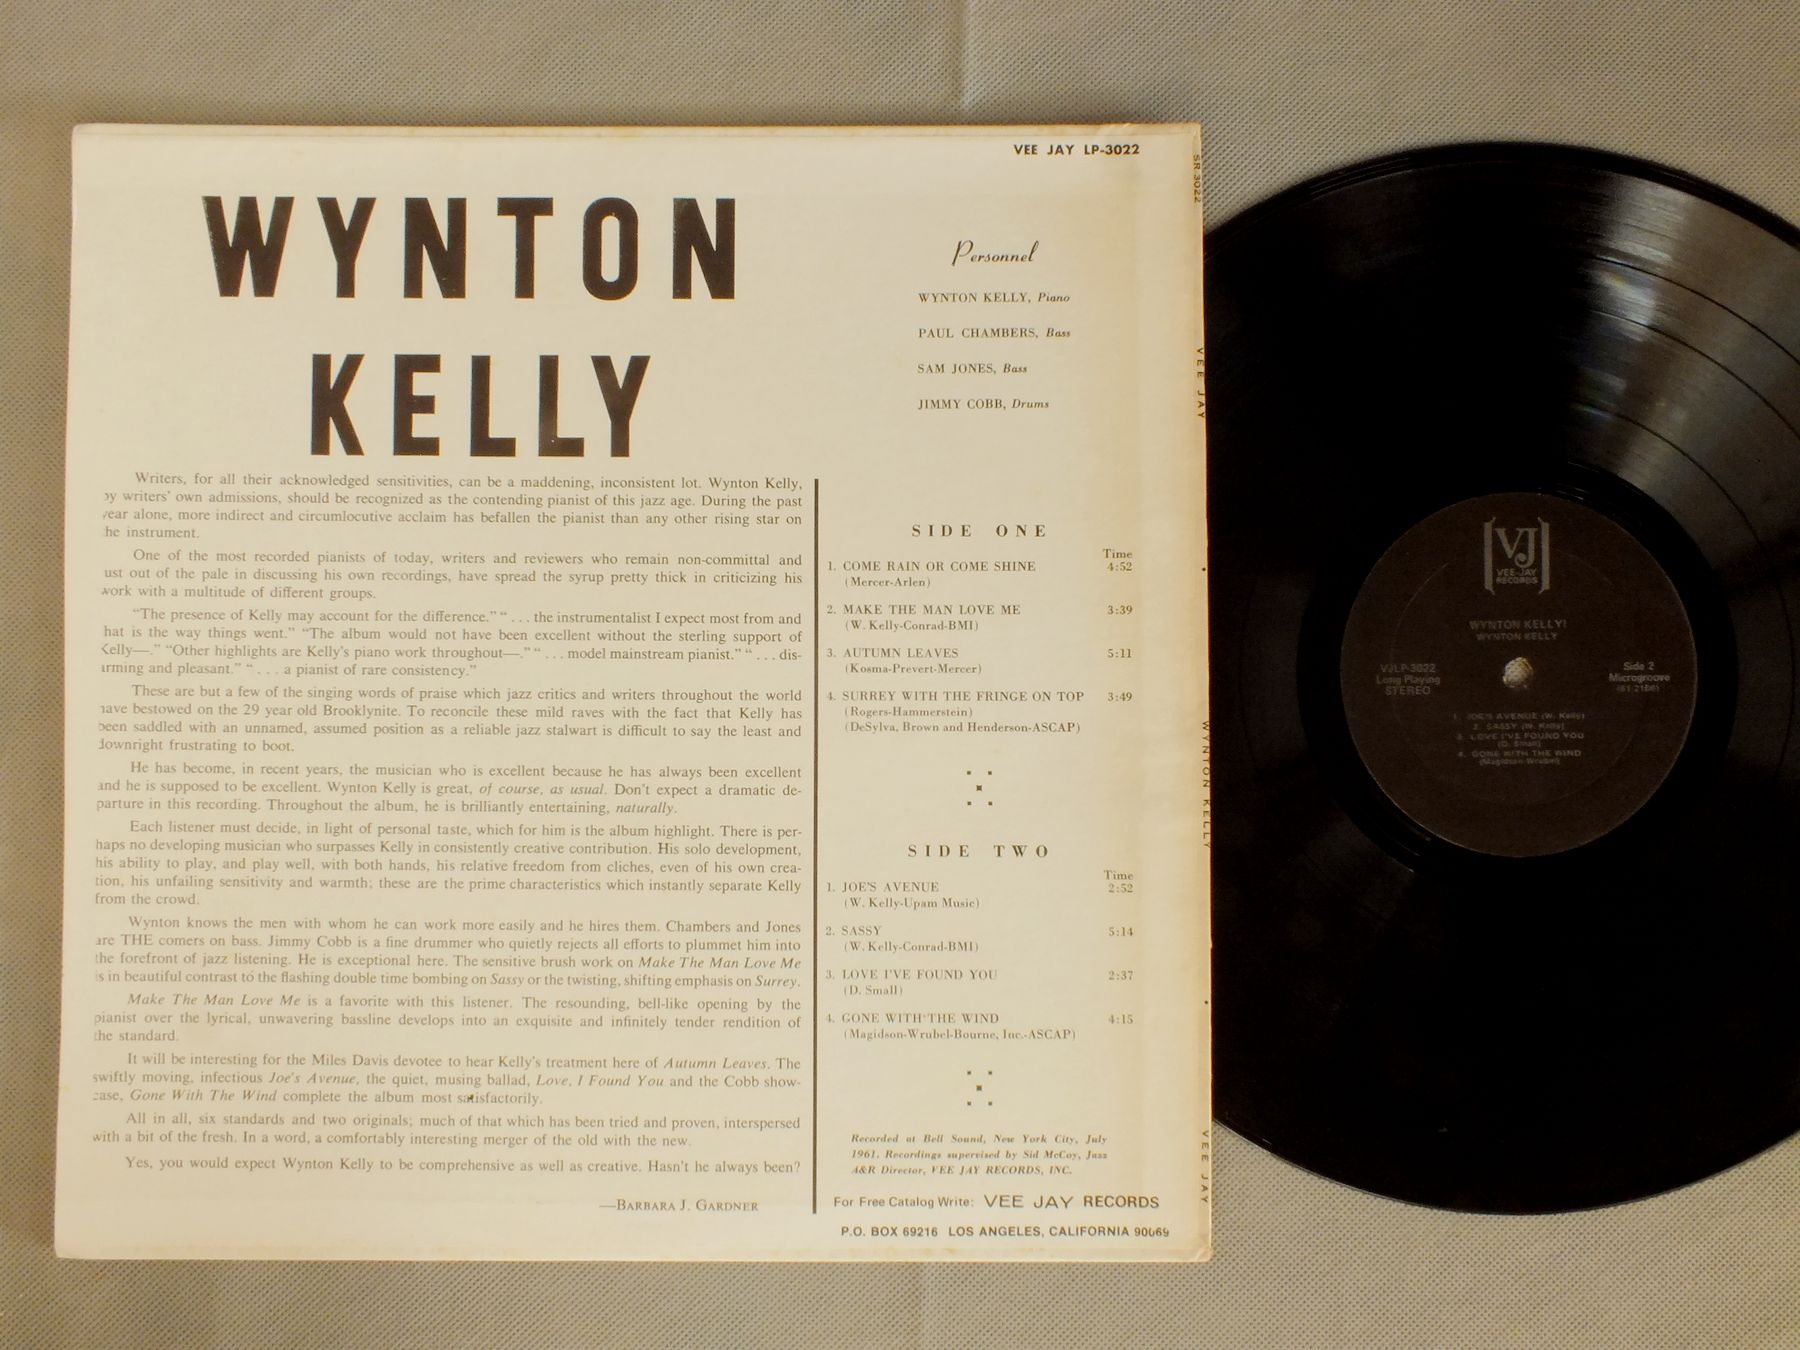 VEE JAY LP-3022
WYNTON
KELLY
Writers, for all their acknowledged sensitivities, can be a maddening, inconsistent lot. Wynton Kelly,
by writers' own admissions, should be recognized as the contending pianist of this jazz age. During the past
year alone, more indirect and circumlocutive acclaim has befallen the pianist than any other rising star on
the instrument.
One of the most recorded pianists of today, writers and reviewers who remain non-committal and
just out of the pale in discussing his own recordings, have spread the syrup pretty thick in criticizing his
work with a multitude of different groups.
"The presence of Kelly may account for the difference." " . . . the instrumentalist I expect most from and
that is the way things went." "The album would not have been excellent without the sterling support of
Kelly—." "Other highlights are Kelly's piano work throughout—." " . . . model mainstream pianist." " . . . dis-
arming and pleasant." " . . . a pianist of rare consistency."
These are but a few of the singing words of praise which jazz critics and writers throughout the world
have bestowed on the 29 year old Brooklynite. To reconcile these mild raves with the fact that Kelly has
been saddled with an unnamed, assumed position as a reliable jazz stalwart is difficult to say the least and
downright frustrating to boot.
He has become, in recent years, the musician who is excellent because he has always been excellent
and he is supposed to be excellent. Wynton Kelly is great, of course, as usual. Don't expect a dramatic de-
parture in this recording. Throughout the album, he is brilliantly entertaining, naturally.
Each listener must decide, in light of personal taste, which for him is the album highlight. There is per-
haps no developing musician who surpasses Kelly in consistently creative contribution. His solo development,
his ability to play, and play well, with both hands, his relative freedom from cliches, even of his own crea-
tion, his unfailing sensitivity and warmth; these are the prime characteristics which instantly separate Kelly
from the crowd.
Wynton knows the men with whom he can work more easily and he hires them. Chambers and Jones
are THE comers on bass. Jimmy Cobb is a fine drummer who quietly rejects all efforts to plummet him into
the forefront of jazz listening. He is exceptional here. The sensitive brush work on Make The Man Love Me
is in beautiful contrast to the flashing double time bombing on Sassy or the twisting, shifting emphasis on Surrey.
Make The Man Love Me is a favorite with this listener. The resounding, bell-like opening by the
pianist over the lyrical, unwavering bassline develops into an exquisite and infinitely tender rendition of
the standard.
It will be interesting for the Miles Davis devotee to hear Kelly's treatment here of Autumn Leaves. The
swiftly moving, infectious Joe's Avenue, the quiet, musing ballad, Love, I Found You and the Cobb show-
case, Gone With The Wind complete the album most satisfactorily.
All in all, six standards and two originals; much of that which has been tried and proven, interspersed
with a bit of the fresh. In a word, a comfortably interesting merger of the old with the new.
Yes, you would expect Wynton Kelly to be comprehensive as well as creative. Hasn't he always been?
—BARBARA J. GARDNER
Personnel
WYNTON KELLY, Piano
PAUL CHAMBERS, Bass
SAM JONES, Bass
JIMMY COBB, Drums
SIDE ONE
Time
1. COME RAIN OR COME SHINE 4:52
(Mercer-Arlen)
2. MAKE THE MAN LOVE ME 3:39
(W. Kelly-Conrad-BMI)
3. AUTUMN LEAVES 5:11
(Kosma-Prevert-Mercer)
4. SURREY WITH THE FRINGE ON TOP 3:49
(Rogers-Hammerstein)
(DeSylva, Brown and Henderson-ASCAP)
SIDE TWO
Time
1. JOE'S AVENUE 2:52
(W. Kelly-Upam Music)
2. SASSY 5:14
(W. Kelly-Conrad-BMI)
3. LOVE I'VE FOUND YOU 2:37
(D. Small)
4. GONE WITH THE WIND 4:15
(Magidson-Wrubel-Bourne, Inc.-ASCAP)
Recorded at Bell Sound, New York City, July
1961. Recordings supervised by Sid McCoy, Jazz
A&R Director, VEE JAY RECORDS, INC.
For Free Catalog Write: VEE JAY RECORDS
P.O. BOX 69216 LOS ANGELES, CALIFORNIA 90069
SR 3022
VEE JAY
WYNTON KELLY
VEE JAY
VJ
VEE-JAY
RECORDS
WYNTON KELLY!
WYNTON KELLY
VJLP-3022
Long Playing
STEREO
Side 2
Microgroove
1. JOE'S AVENUE (W. Kelly)
2. SASSY (W. Kelly)
3. LOVE I'VE FOUND YOU
(D. Small)
4. GONE WITH THE WIND
(Magidson-Wrubel)